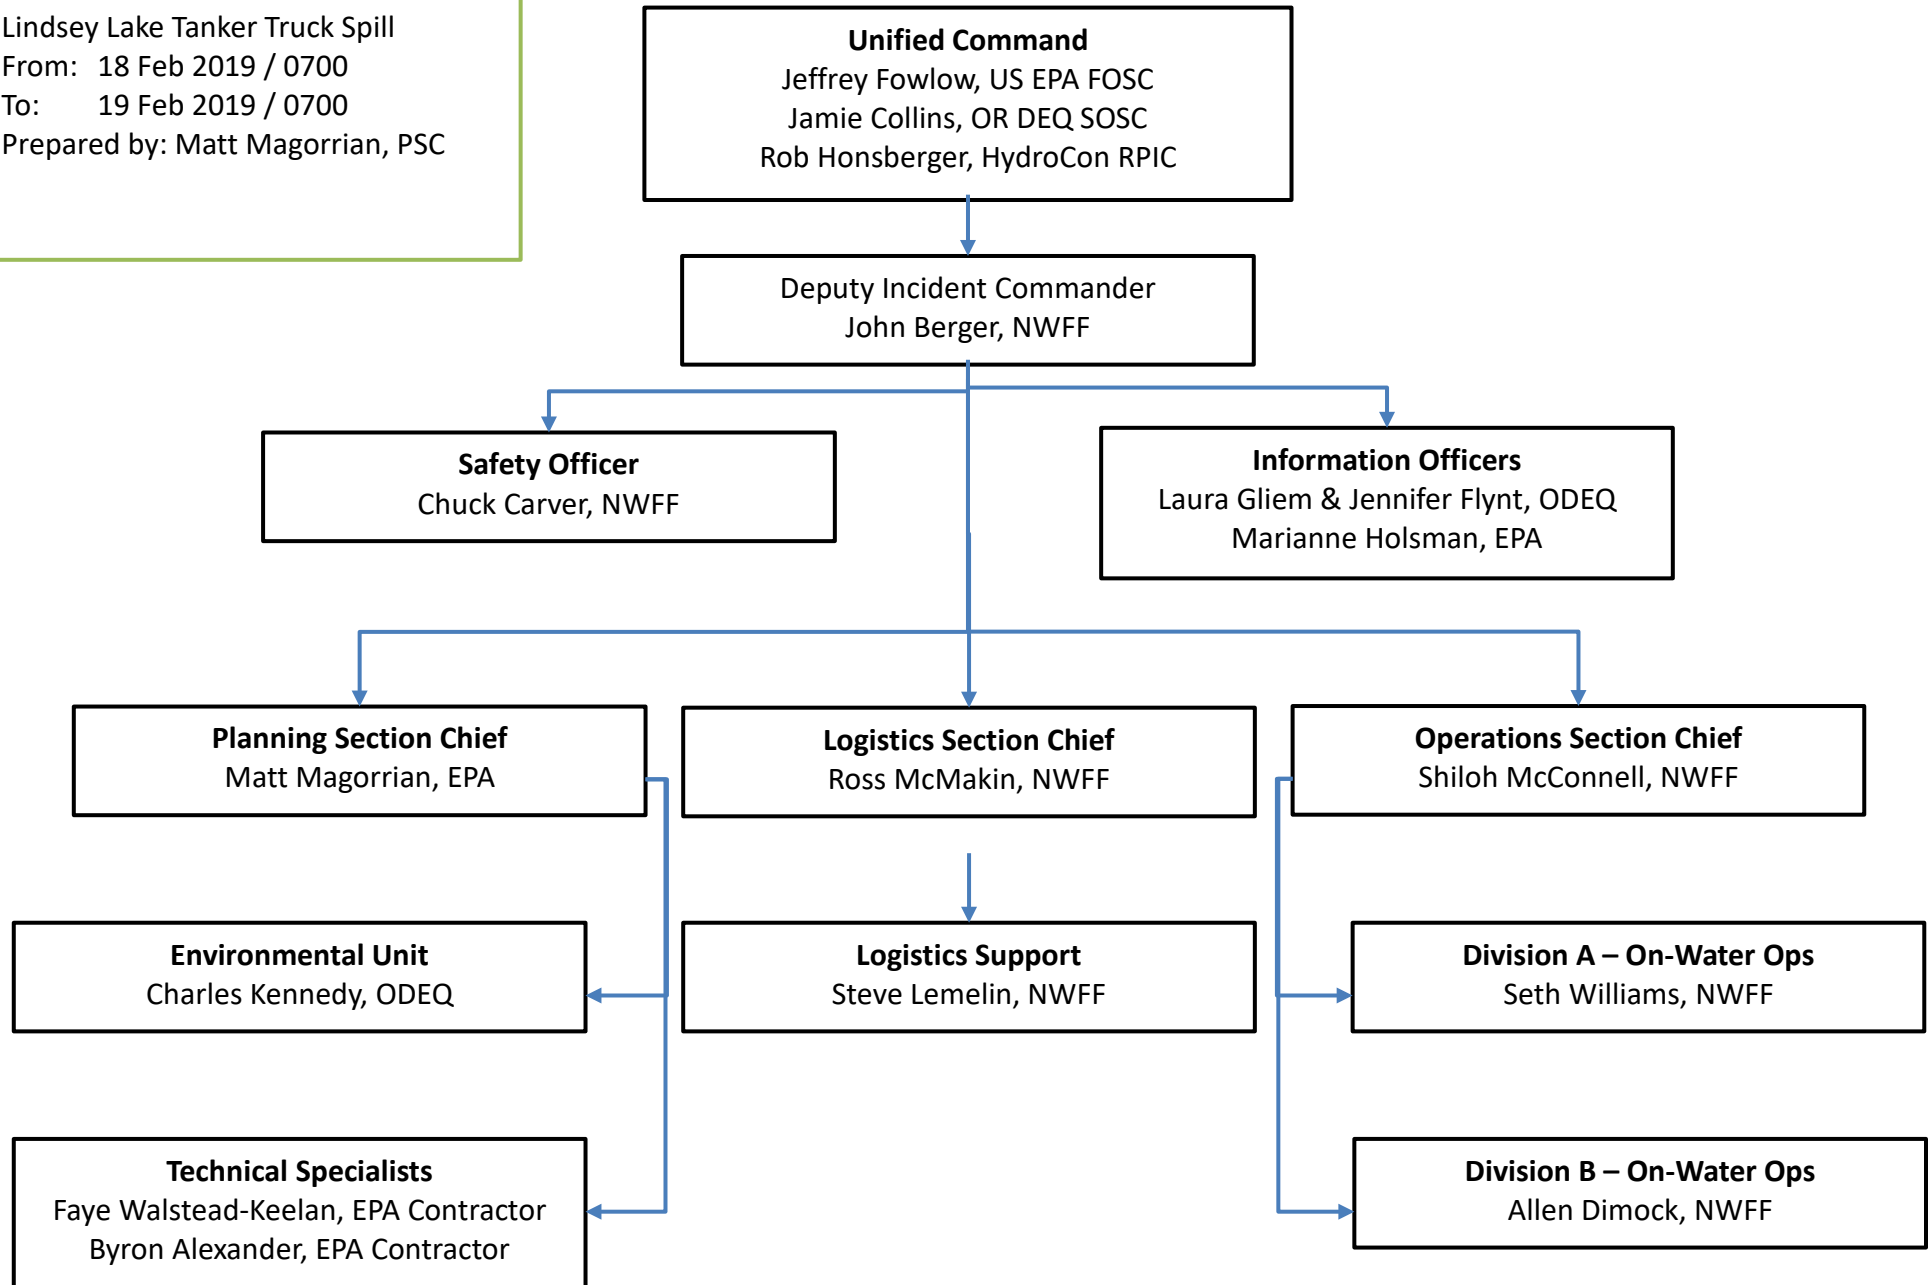 Lindsey Lake Tanker Truck Spill
From: 18 Feb 2019 / 0700
To: 19 Feb 2019 / 0700
Prepared by: Matt Magorrian, PSC
Unified Command
Jeffrey Fowlow, US EPA FOSC
Jamie Collins, OR DEQ SOSC
Rob Honsberger, HydroCon RPIC
Deputy Incident Commander
John Berger, NWFF
Safety Officer
Chuck Carver, NWFF
Information Officers
Laura Gliem & Jennifer Flynt, ODEQ
Marianne Holsman, EPA
Planning Section Chief
Matt Magorrian, EPA
Logistics Section Chief
Ross McMakin, NWFF
Operations Section Chief
Shiloh McConnell, NWFF
Environmental Unit
Charles Kennedy, ODEQ
Logistics Support
Steve Lemelin, NWFF
Division A – On-Water Ops
Seth Williams, NWFF
Technical Specialists
Faye Walstead-Keelan, EPA Contractor
Byron Alexander, EPA Contractor
Division B – On-Water Ops
Allen Dimock, NWFF